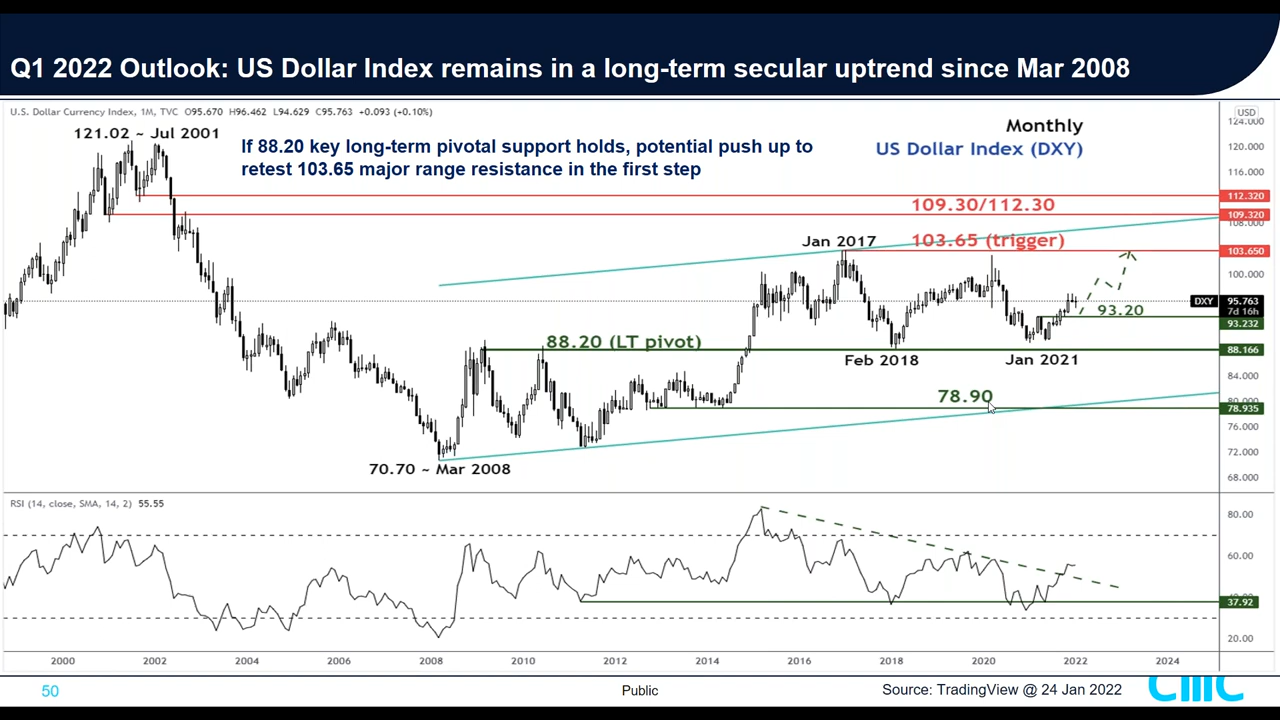 Q1 2022 Outlook: US Dollar Index remains in a long-term secular uptrend since Mar 2008
U.S. Dollar Currency Index, 1M, TVC O95.670 H96.462 L94.629 C95.763 +0.093 (+0.10%)
USD
124.000
121.02 ~ Jul 2001
If 88.20 key long-term pivotal support holds, potential push up to
retest 103.65 major range resistance in the first step
Monthly
US Dollar Index (DXY)
120.000
116.000
112.320
109.30/112.30
109.320
108.000
Jan 2017
103.65 (trigger)
103.650
100.000
DXY 95.763
7d 16h
93.20
93.232
88.20 (LT pivot)
88.166
Feb 2018
Jan 2021
84.000
78.90
80.000
78.935
76.000
72.000
70.70 ~ Mar 2008
68.000
RSI (14, close, SMA, 14, 2) 55.55
80.00
60.00
40.00
37.92
20.00
2000 2002 2004 2006 2008 2010 2012 2014 2016 2018 2020 2022 2024
50
Public
Source: TradingView @ 24 Jan 2022
cmc